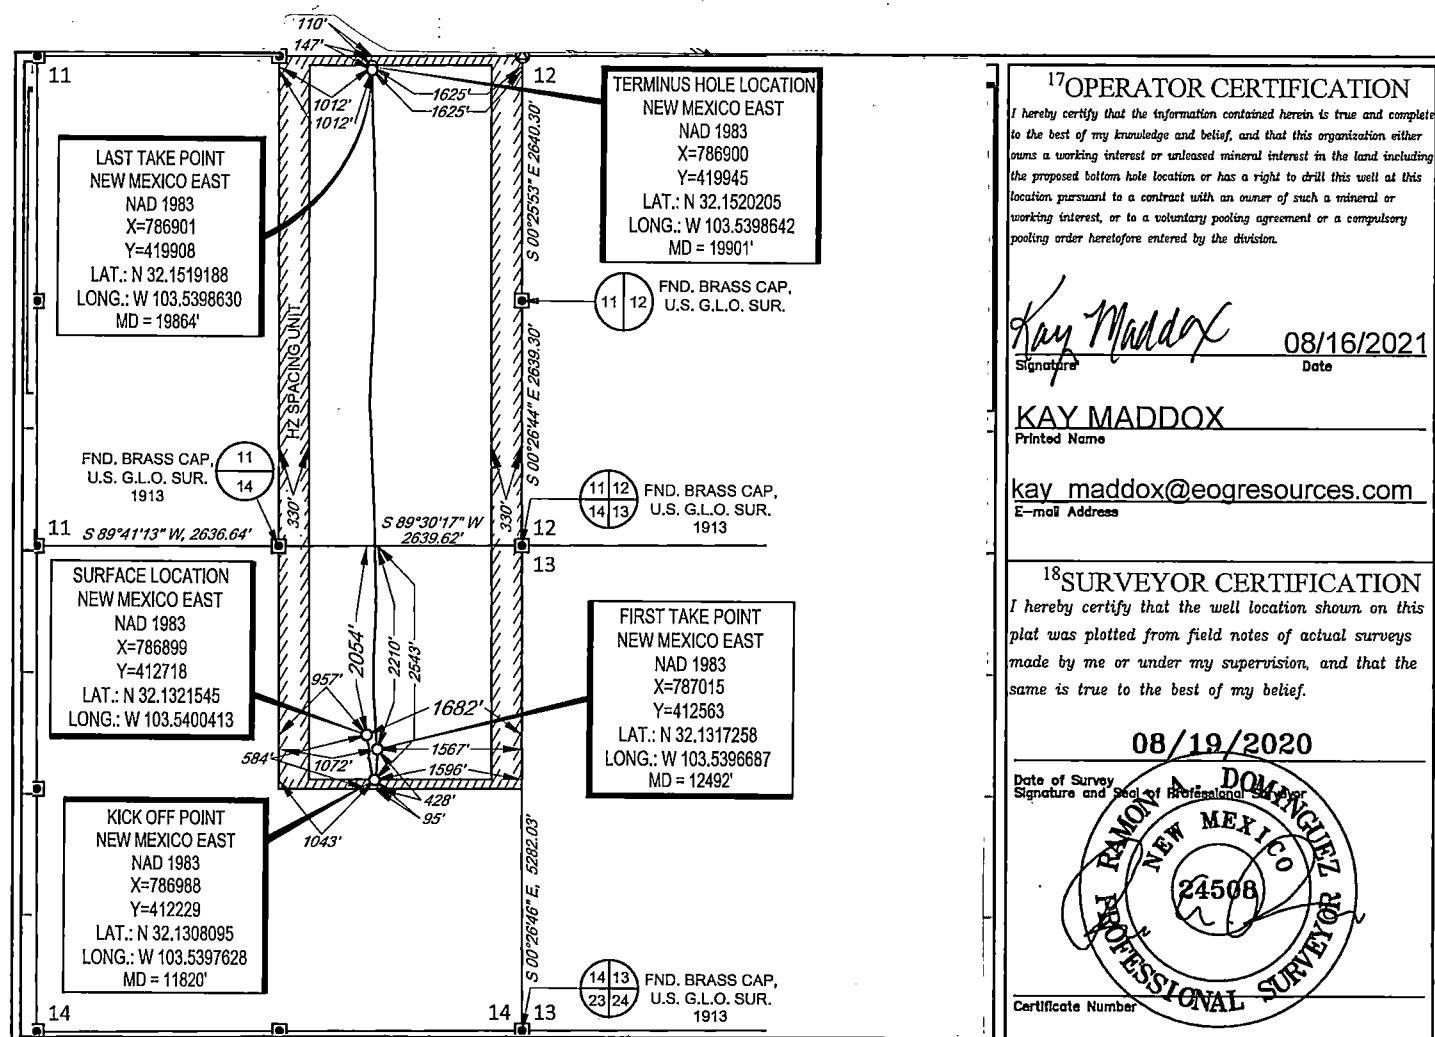 110'
147'
11
12
1012'
1012'
1625'
1625'
TERMINUS HOLE LOCATION
NEW MEXICO EAST
NAD 1983
X=786900
Y=419945
LAT.: N 32.1520205
LONG.: W 103.5398642
MD = 19901'
LAST TAKE POINT
NEW MEXICO EAST
NAD 1983
X=786901
Y=419908
LAT.: N 32.1519188
LONG.: W 103.5398630
MD = 19864'
S 00°25'53" E 2640.30'
HZ SPACING UNIT
11 12
FND. BRASS CAP,
U.S. G.L.O. SUR.
S 00°26'44" E 2639.30'
FND. BRASS CAP,
U.S. G.L.O. SUR.
1913
11
14
330'
330'
11 12
14 13
FND. BRASS CAP,
U.S. G.L.O. SUR.
1913
11
S 89°41'13" W, 2636.64'
S 89°30'17" W
2639.62'
12
13
SURFACE LOCATION
NEW MEXICO EAST
NAD 1983
X=786899
Y=412718
LAT.: N 32.1321545
LONG.: W 103.5400413
2054'
2210'
2543'
957'
1682'
584'
1072'
1567'
1596'
428'
95'
1043'
FIRST TAKE POINT
NEW MEXICO EAST
NAD 1983
X=787015
Y=412563
LAT.: N 32.1317258
LONG.: W 103.5396687
MD = 12492'
KICK OFF POINT
NEW MEXICO EAST
NAD 1983
X=786988
Y=412229
LAT.: N 32.1308095
LONG.: W 103.5397628
MD = 11820'
S 00°26'46" E, 5282.03'
14 13
23 24
FND. BRASS CAP,
U.S. G.L.O. SUR.
1913
14
14
13
17 OPERATOR CERTIFICATION
I hereby certify that the information contained herein is true and complete
to the best of my knowledge and belief, and that this organization either
owns a working interest or unleased mineral interest in the land including
the proposed bottom hole location or has a right to drill this well at this
location pursuant to a contract with an owner of such a mineral or
working interest, or to a voluntary pooling agreement or a compulsory
pooling order heretofore entered by the division.
Kay Maddox
08/16/2021
Signature
Date
KAY MADDOX
Printed Name
kay_maddox@eogresources.com
E-mail Address
18 SURVEYOR CERTIFICATION
I hereby certify that the well location shown on this
plat was plotted from field notes of actual surveys
made by me or under my supervision, and that the
same is true to the best of my belief.
08/19/2020
Date of Survey
Signature and Seal of Professional Surveyor
RAMON A. DOMINGUEZ
NEW MEXICO
24508
PROFESSIONAL SURVEYOR
Certificate Number